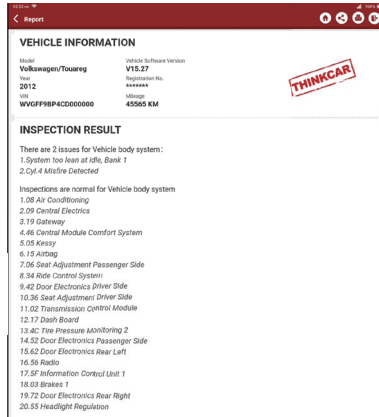 Report
100%
VEHICLE INFORMATION
Model
Volkswagen/Touareg
Vehicle Software Version
V15.27
Year
2012
Registration No.
*******
VIN
WVGFF9BP4CD000000
Mileage
45565 KM
THINKCAR
INSPECTION RESULT
There are 2 issues for Vehicle body system:
1.System too lean at idle, Bank 1
2.Cyl.4 Misfire Detected
Inspections are normal for Vehicle body system
1.08 Air Conditioning
2.09 Central Electrics
3.19 Gateway
4.46 Central Module Comfort System
5.05 Kessy
6.15 Airbag
7.06 Seat Adjustment Passenger Side
8.34 Ride Control System
9.42 Door Electronics Driver Side
10.36 Seat Adjustment Driver Side
11.02 Transmission Control Module
12.17 Dash Board
13.4C Tire Pressure Monitoring 2
14.52 Door Electronics Passenger Side
15.62 Door Electronics Rear Left
16.56 Radio
17.5F Information Control Unit 1
18.03 Brakes 1
19.72 Door Electronics Rear Right
20.55 Headlight Regulation